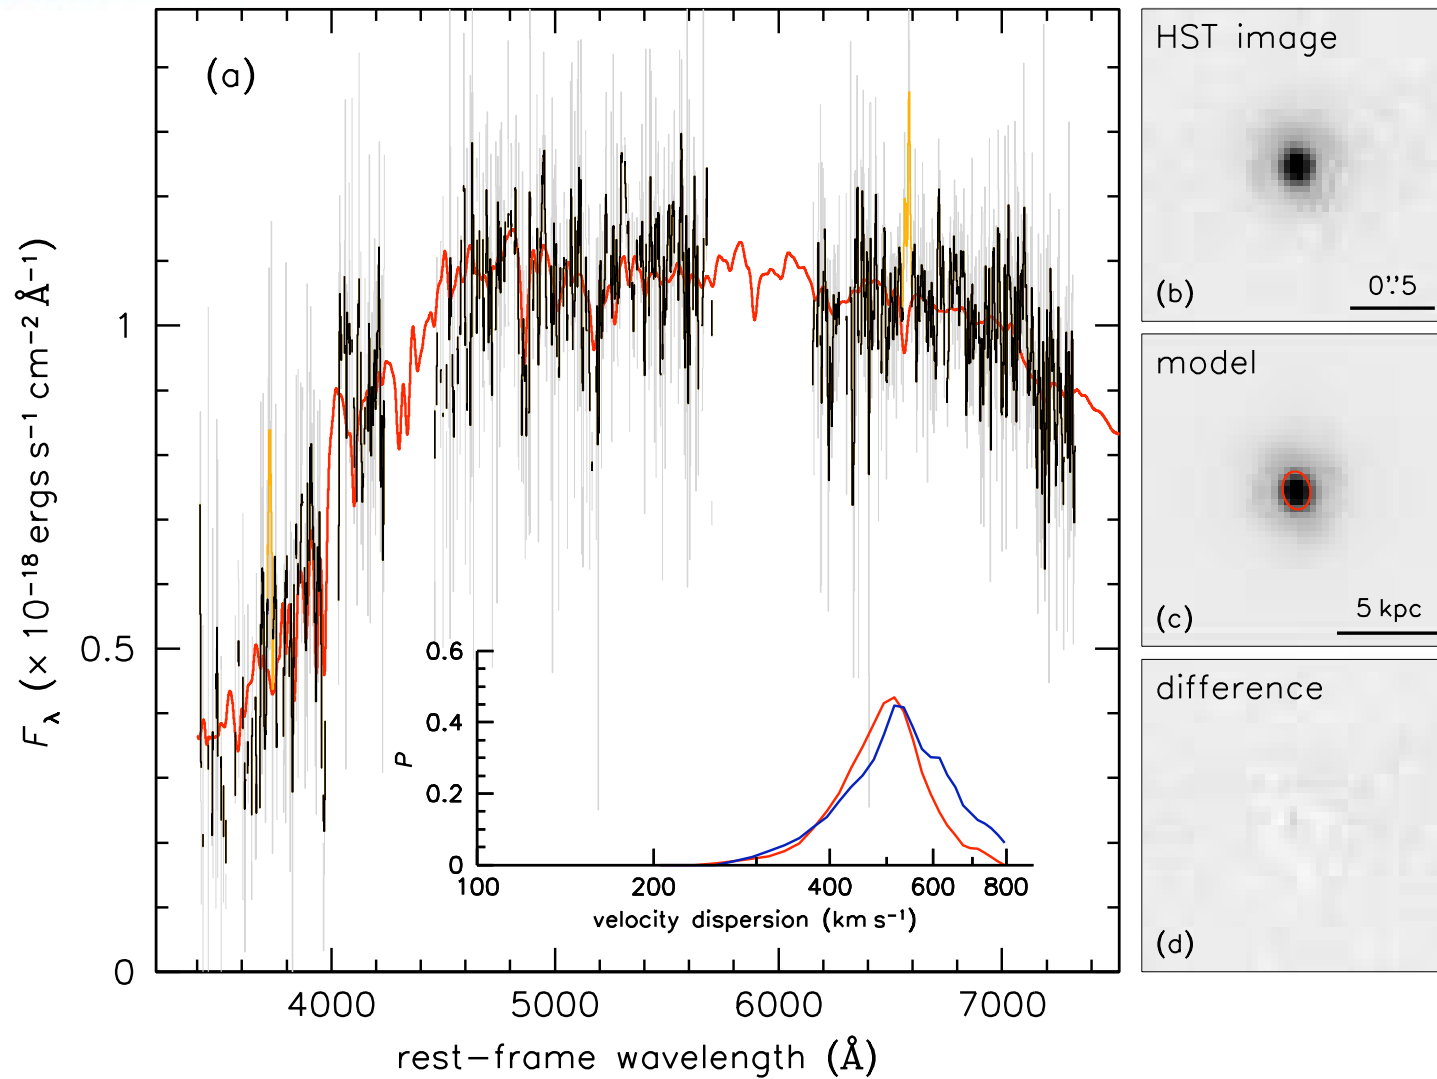 (a)
F_λ (× 10⁻¹⁸ ergs s⁻¹ cm⁻² Å⁻¹)
1
0.5
0
4000 5000 6000 7000
rest-frame wavelength (Å)
P
0.6
0.4
0.2
0
100 200 400 600 800
velocity dispersion (km s⁻¹)
HST image
(b)
0".5
model
(c)
5 kpc
difference
(d)